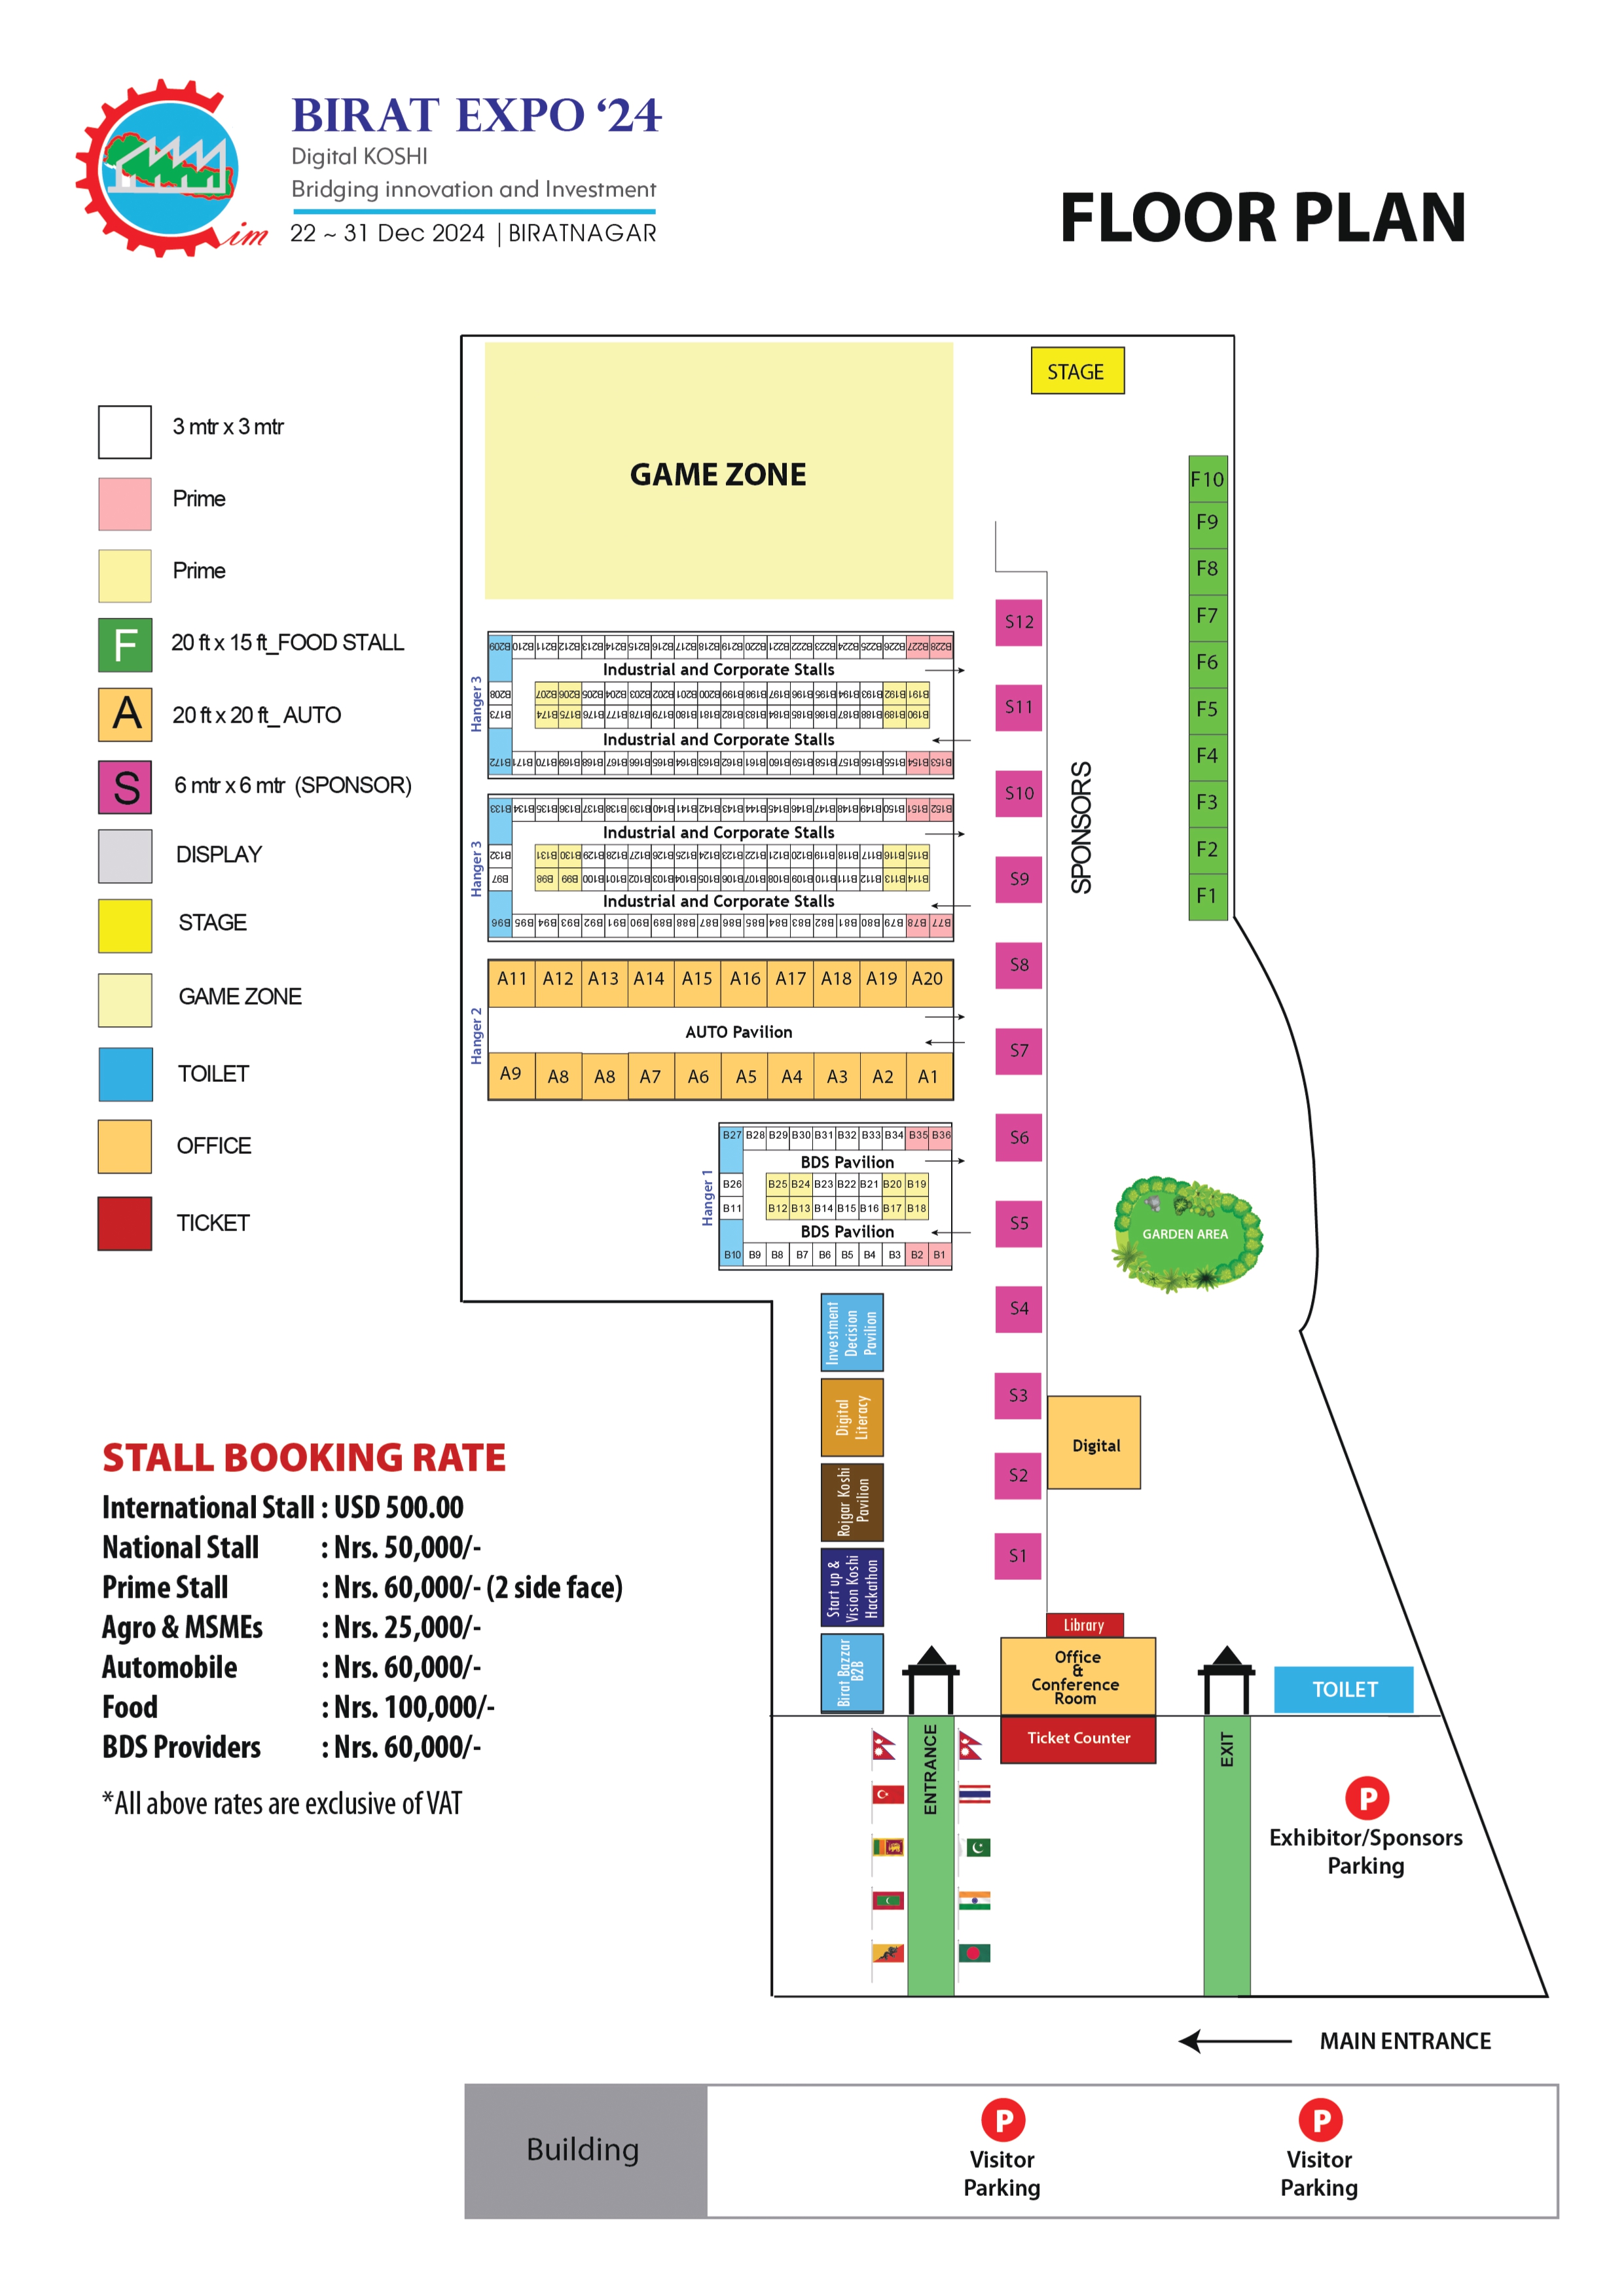 BIRAT EXPO ‘24
Digital KOSHI
Bridging innovation and Investment
22 ~ 31 Dec 2024 | BIRATNAGAR
im
FLOOR PLAN
3 mtr x 3 mtr
Prime
Prime
F 20 ft x 15 ft_FOOD STALL
A 20 ft x 20 ft_ AUTO
S 6 mtr x 6 mtr (SPONSOR)
DISPLAY
STAGE
GAME ZONE
TOILET
OFFICE
TICKET
STAGE
GAME ZONE
F10
F9
F8
F7
F6
F5
F4
F3
F2
F1
S12
S11
S10
S9
S8
S7
S6
S5
S4
S3
S2
S1
SPONSORS
Hanger 3
B209 B210 B211 B212 B213 B214 B215 B216 B217 B218 B219 B220 B221 B222 B223 B224 B225 B226 B227 B228
Industrial and Corporate Stalls
B208 B207 B206 B205 B204 B203 B202 B201 B200 B199 B198 B197 B196 B195 B194 B193 B192 B191
B173 B174 B175 B176 B177 B178 B179 B180 B181 B182 B183 B184 B185 B186 B187 B188 B189 B190
Industrial and Corporate Stalls
B172 B171 B170 B169 B168 B167 B166 B165 B164 B163 B162 B161 B160 B159 B158 B157 B156 B155 B154 B153
Hanger 3
B133 B134 B135 B136 B137 B138 B139 B140 B141 B142 B143 B144 B145 B146 B147 B148 B149 B150 B151 B152
Industrial and Corporate Stalls
B132 B131 B130 B129 B128 B127 B126 B125 B124 B123 B122 B121 B120 B119 B118 B117 B116 B115
B97 B98 B99 B100 B101 B102 B103 B104 B105 B106 B107 B108 B109 B110 B111 B112 B113 B114
Industrial and Corporate Stalls
B96 B95 B94 B93 B92 B91 B90 B89 B88 B87 B86 B85 B84 B83 B82 B81 B80 B79 B78 B77
Hanger 2
A11 A12 A13 A14 A15 A16 A17 A18 A19 A20
AUTO Pavilion
A9 A8 A8 A7 A6 A5 A4 A3 A2 A1
Hanger 1
B27 B28 B29 B30 B31 B32 B33 B34 B35 B36
BDS Pavilion
B26 B25 B24 B23 B22 B21 B20 B19
B11 B12 B13 B14 B15 B16 B17 B18
BDS Pavilion
B10 B9 B8 B7 B6 B5 B4 B3 B2 B1
GARDEN AREA
Investment
Decision
Pavilion
Digital
Literacy
Rojgar Koshi
Pavilion
Start up &
Vision Koshi
Hackathon
Birat Bazzar
B2B
Digital
Library
Office
&
Conference
Room
Ticket Counter
TOILET
ENTRANCE
EXIT
P
Exhibitor/Sponsors
Parking
STALL BOOKING RATE
International Stall : USD 500.00
National Stall : Nrs. 50,000/-
Prime Stall : Nrs. 60,000/- (2 side face)
Agro & MSMEs : Nrs. 25,000/-
Automobile : Nrs. 60,000/-
Food : Nrs. 100,000/-
BDS Providers : Nrs. 60,000/-
*All above rates are exclusive of VAT
MAIN ENTRANCE
Building
P
Visitor
Parking
P
Visitor
Parking